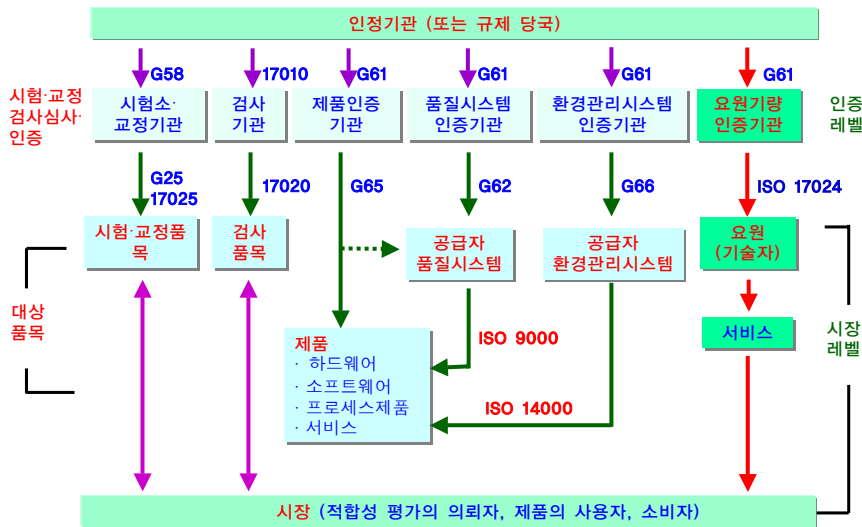 인정기관 (또는 규제 당국)
G58
17010
G61
G61
G61
G61
시험·교정
검사심사·
인증
시험소·
교정기관
검사
기관
제품인증
기관
품질시스템
인증기관
환경관리시스템
인증기관
요원기량
인증기관
인증
레벨
G25
17025
17020
G65
G62
G66
ISO 17024
시험·교정품
목
검사
품목
공급자
품질시스템
공급자
환경관리시스템
요원
(기술자)
대상
품목
제품
· 하드웨어
· 소프트웨어
· 프로세스제품
· 서비스
ISO 9000
ISO 14000
서비스
시장
레벨
시장 (적합성 평가의 의뢰자, 제품의 사용자, 소비자)